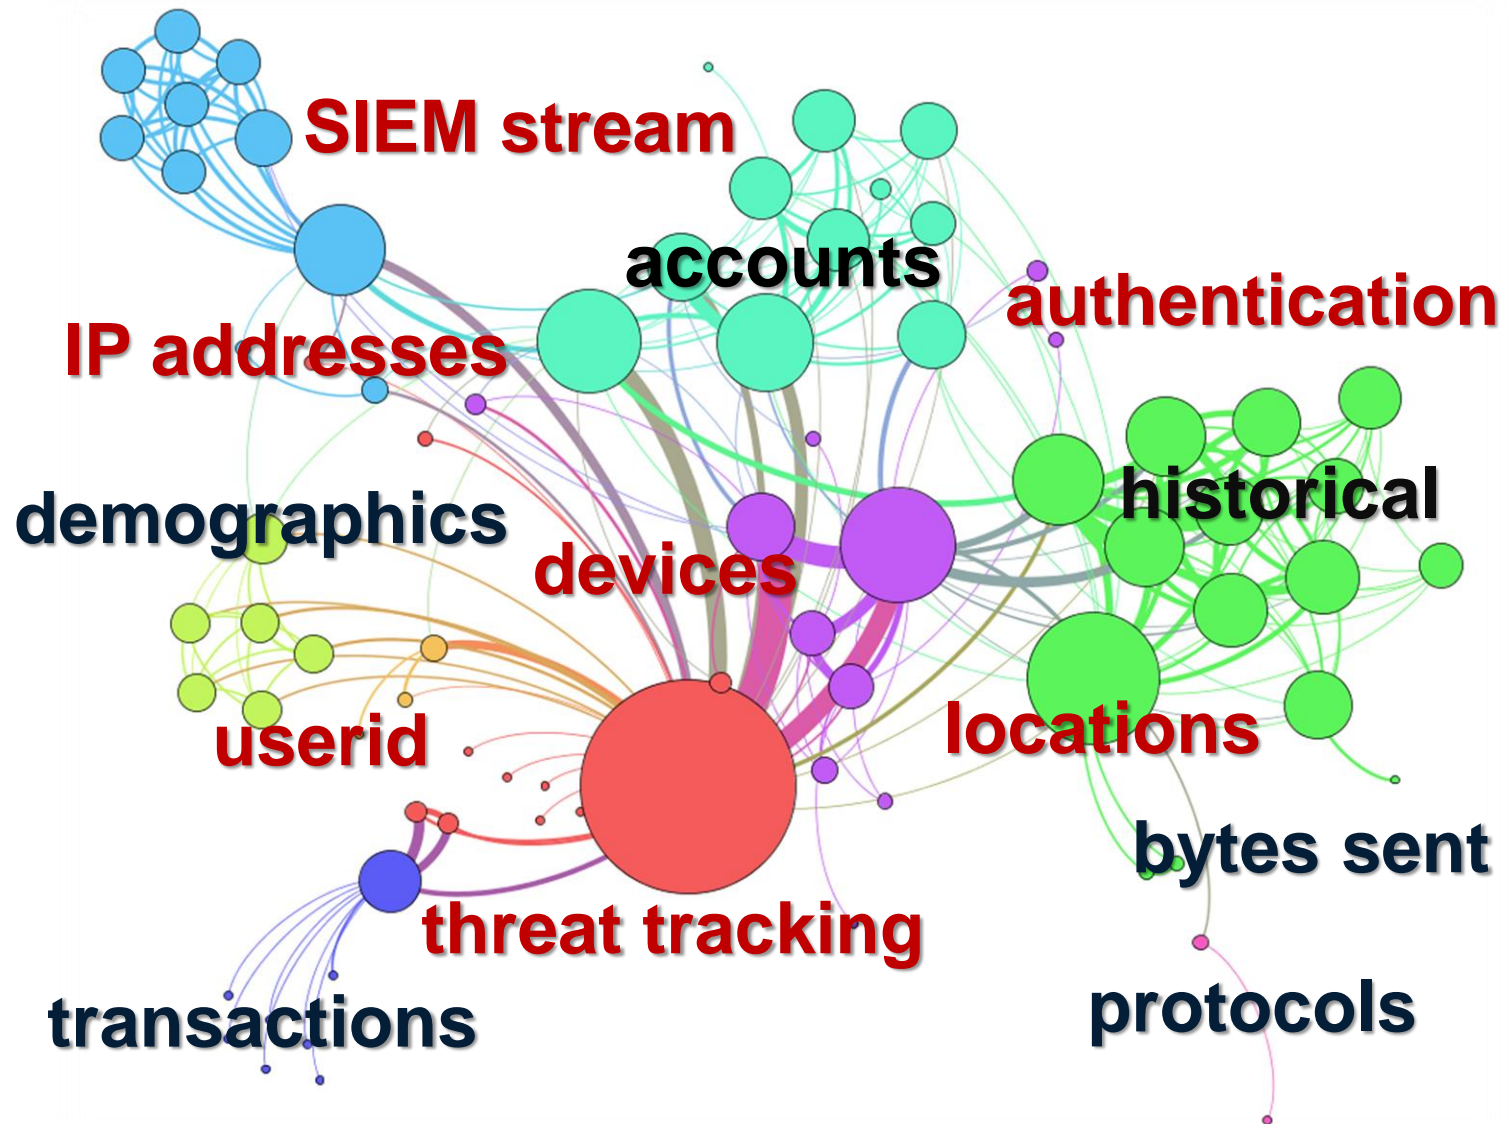 SIEM stream
accounts
authentication
IP addresses
historical
demographics
devices
userid
locations
bytes sent
threat tracking
transactions
protocols